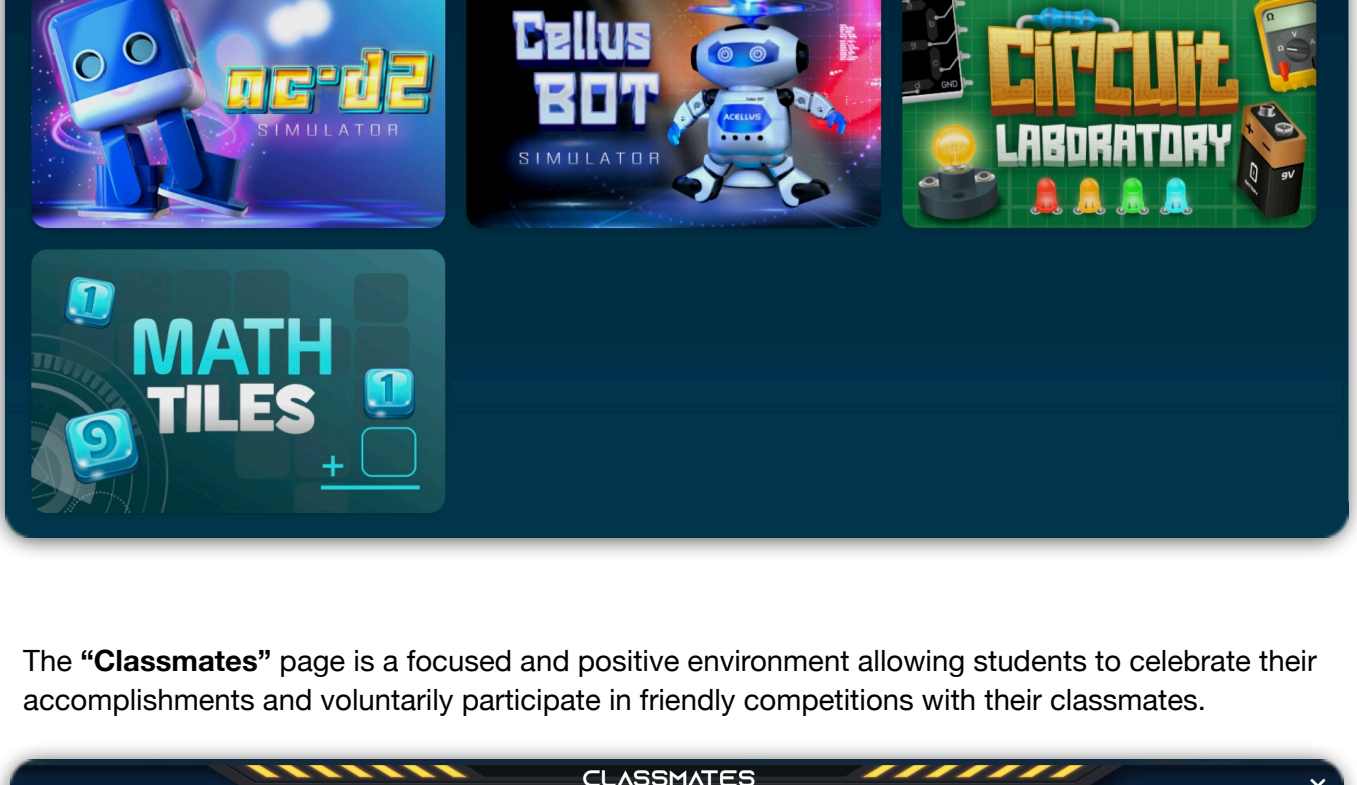 ac-d2
SIMULATOR
Cellus
BOT
SIMULATOR
ACELLUS
Circuit
LABORATORY
GND
Ω
V
Ω
+
-
9V
1
MATH
TILES
1
9
+
The “Classmates” page is a focused and positive environment allowing students to celebrate their
accomplishments and voluntarily participate in friendly competitions with their classmates.
CLASSMATES